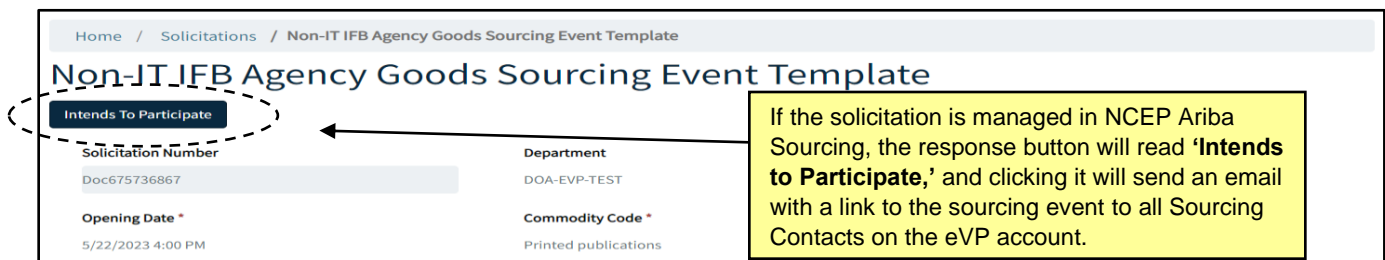 Home / Solicitations / Non-IT IFB Agency Goods Sourcing Event Template
Non-IT IFB Agency Goods Sourcing Event Template
Intends To Participate
If the solicitation is managed in NCEP Ariba
Sourcing, the response button will read ‘Intends
to Participate,’ and clicking it will send an email
with a link to the sourcing event to all Sourcing
Contacts on the eVP account.
Solicitation Number
Department
Doc675736867
DOA-EVP-TEST
Opening Date *
Commodity Code *
5/22/2023 4:00 PM
Printed publications